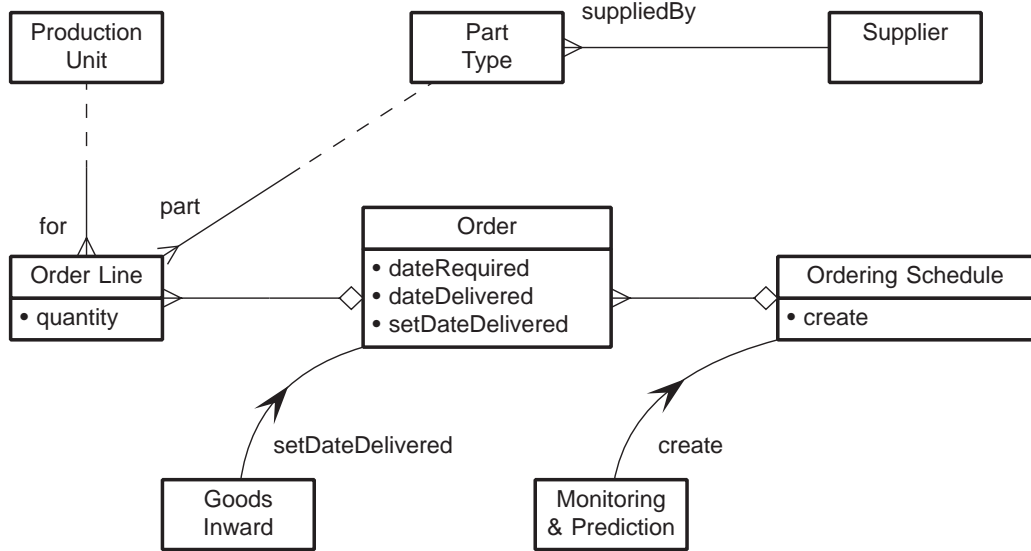 suppliedBy
Production
Unit
Part
Type
Supplier
for
part
Order Line
• quantity
Order
• dateRequired
• dateDelivered
• setDateDelivered
Ordering Schedule
• create
setDateDelivered
create
Goods
Inward
Monitoring
& Prediction